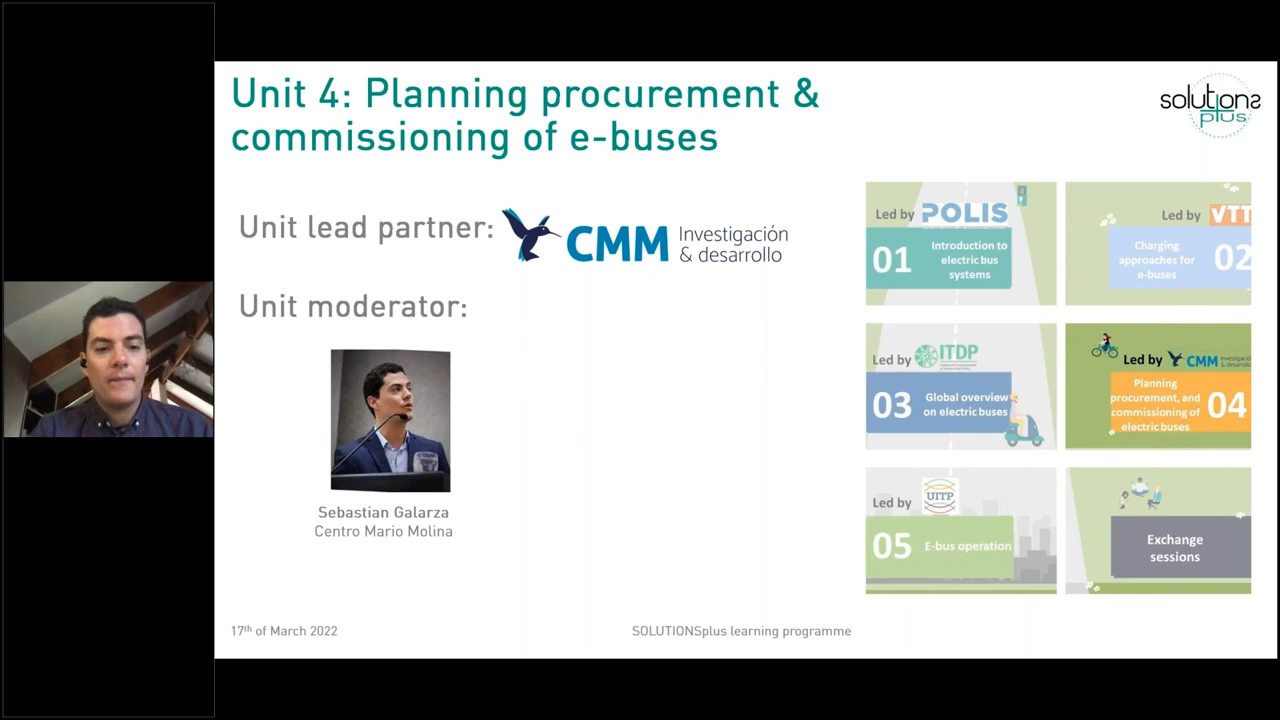 Unit 4: Planning procurement &
commissioning of e-buses
solutions
plus
Unit lead partner:
CMM
Investigación
& desarrollo
Unit moderator:
Sebastian Galarza
Centro Mario Molina
Led by POLIS
01
Introduction to
electric bus
systems
Led by VTT
Charging
approaches for
e-buses
02
Led by ITDP
03
Global overview
on electric buses
Led by CMM
Planning
procurement, and
commissioning of
electric buses
04
Led by UITP
05
E-bus operation
Exchange
sessions
17th of March 2022
SOLUTIONSplus learning programme